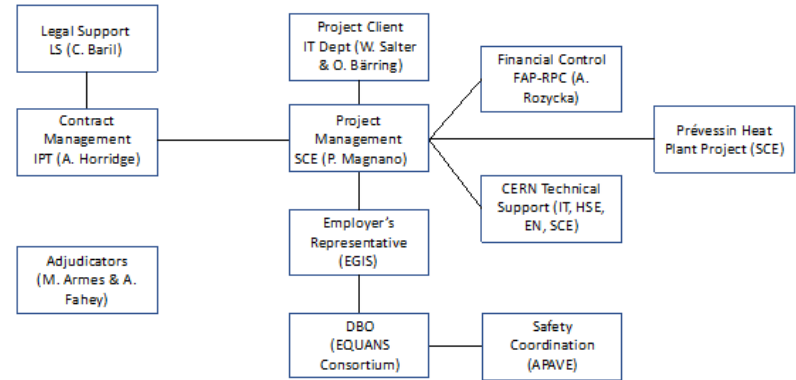 Legal Support
LS (C. Baril)
Project Client
IT Dept (W. Salter
& O. Bärring)
Financial Control
FAP-RPC (A.
Rozycka)
Contract
Management
IPT (A. Horridge)
Project
Management
SCE (P. Magnano)
Prévessin Heat
Plant Project (SCE)
CERN Technical
Support (IT, HSE,
EN, SCE)
Employer’s
Representative
(EGIS)
Adjudicators
(M. Armes & A.
Fahey)
DBO
(EQUANS
Consortium)
Safety
Coordination
(APAVE)